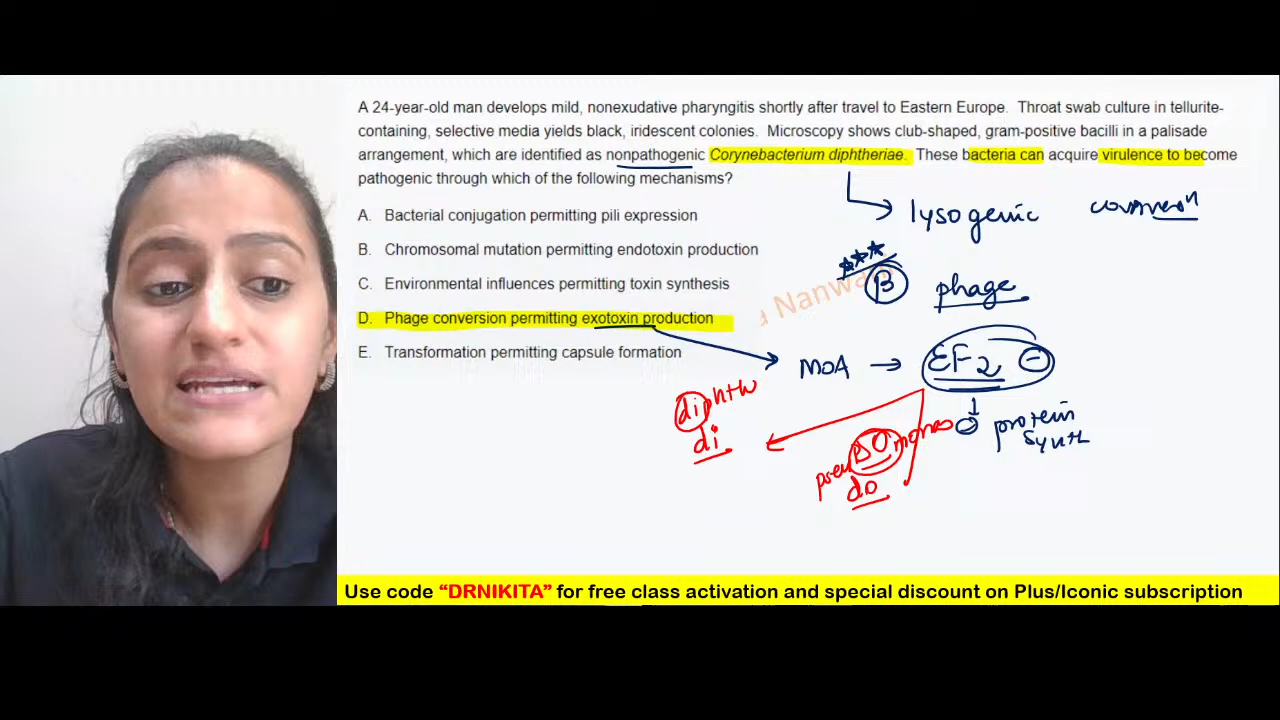 A 24-year-old man develops mild, nonexudative pharyngitis shortly after travel to Eastern Europe. Throat swab culture in tellurite-
containing, selective media yields black, iridescent colonies. Microscopy shows club-shaped, gram-positive bacilli in a palisade
arrangement, which are identified as nonpathogenic Corynebacterium diphtheriae. These bacteria can acquire virulence to become
pathogenic through which of the following mechanisms?
A. Bacterial conjugation permitting pili expression
lysogenic conversn
B. Chromosomal mutation permitting endotoxin production
C. Environmental influences permitting toxin synthesis
β phage
a Nanwani
D. Phage conversion permitting exotoxin production
E. Transformation permitting capsule formation
MOA → EF2 ⊖
diphth
di
⊖ protein
synth
pseuDOmonas
do
Use code “DRNIKITA” for free class activation and special discount on Plus/Iconic subscription